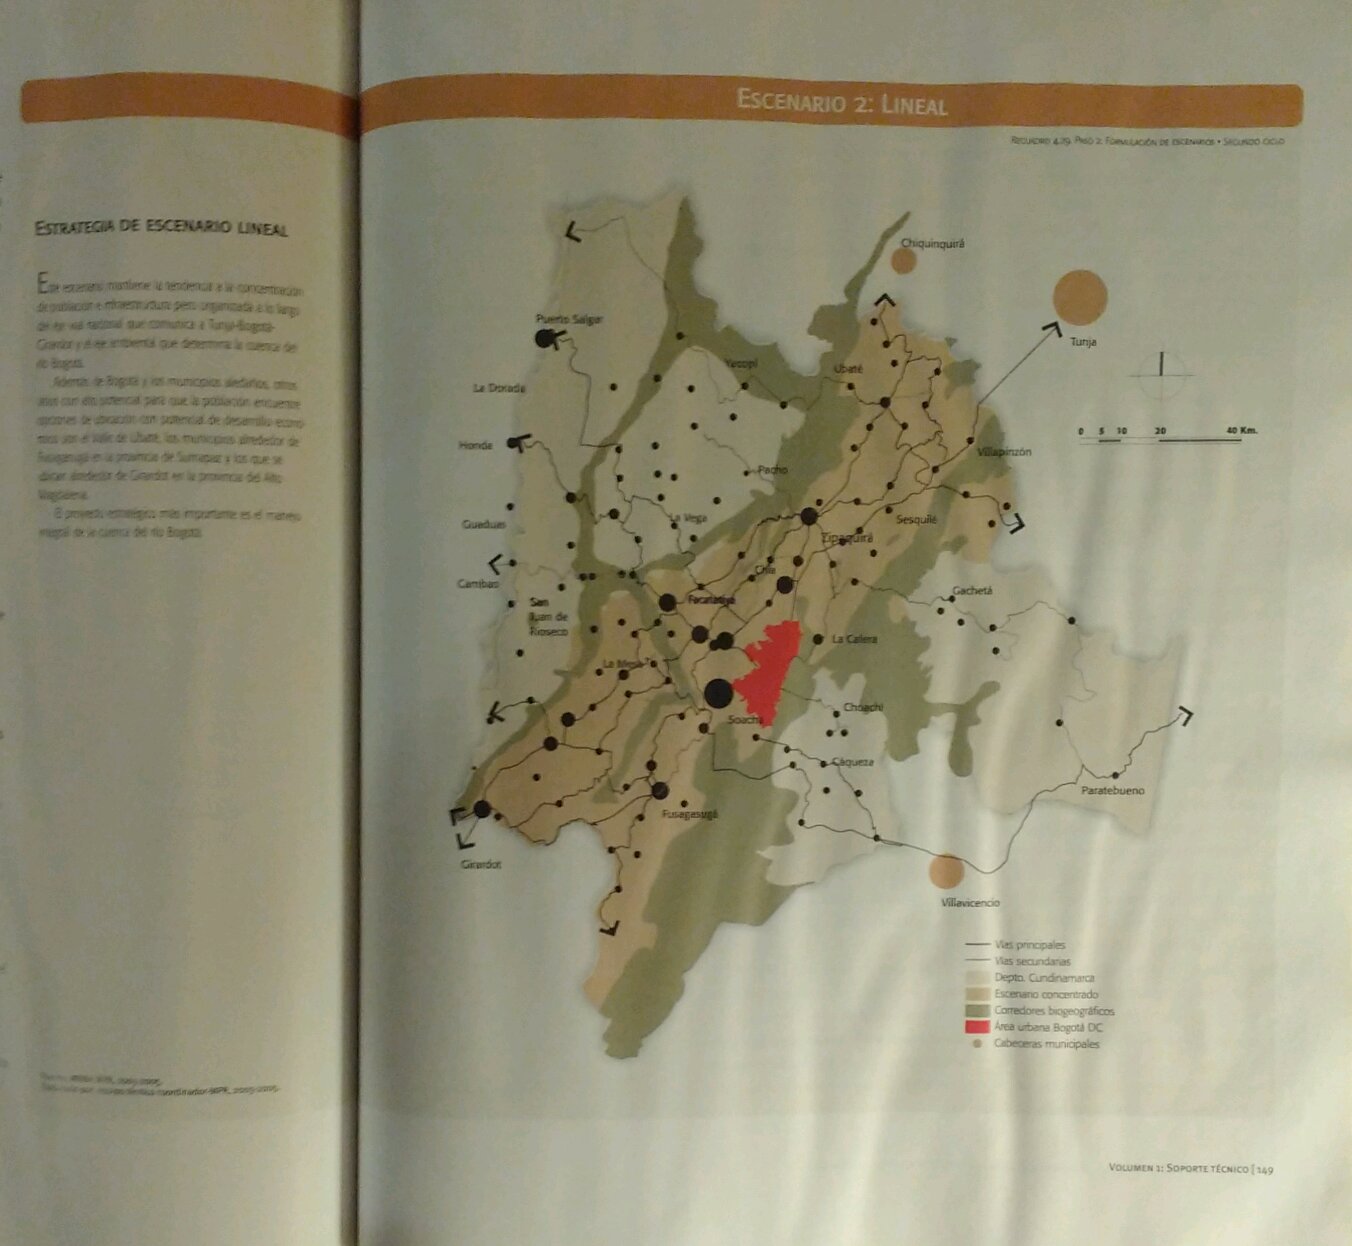 Escenario 2: Lineal
Recuadro 4.29. Paso 2: Formulación de escenarios • Segundo ciclo
Estrategia de escenario lineal
Este escenario mantiene la tendencia a la concentración
de población e infraestructura pero organizada a lo largo
de eje vial nacional que comunica a Tunja-Bogotá-
Girardot y el eje ambiental que determina la cuenca del
río Bogotá.
Además de Bogotá y los municipios aledaños, otros
sitios con alto potencial para que la población encuentre
opciones de ubicación con potencial de desarrollo econó-
mico son el Valle de Ubaté, los municipios alrededor de
Fusagasugá en la provincia de Sumapaz y los que se
ubican alrededor de Girardot en la provincia del Alto
Magdalena.
El proyecto estratégico más importante es el manejo
integral de la cuenca del río Bogotá.
Chiquinquirá
Tunja
Puerto Salgar
Yacopí
Ubaté
La Dorada
0 5 10 20 40 Km.
Honda
Villapinzón
Pacho
Guaduas
La Vega
Sesquilé
Zipaquirá
Cambao
Chía
Gachetá
San
Juan de
Rioseco
Facatativá
La Calera
La Mesa
Choachí
Soacha
Cáqueza
Paratebueno
Fusagasugá
Girardot
Villavicencio
Vías principales
Vías secundarias
Depto. Cundinamarca
Escenario concentrado
Corredores biogeográficos
Área urbana Bogotá DC
Cabeceras municipales
Volumen 1: Soporte técnico | 149